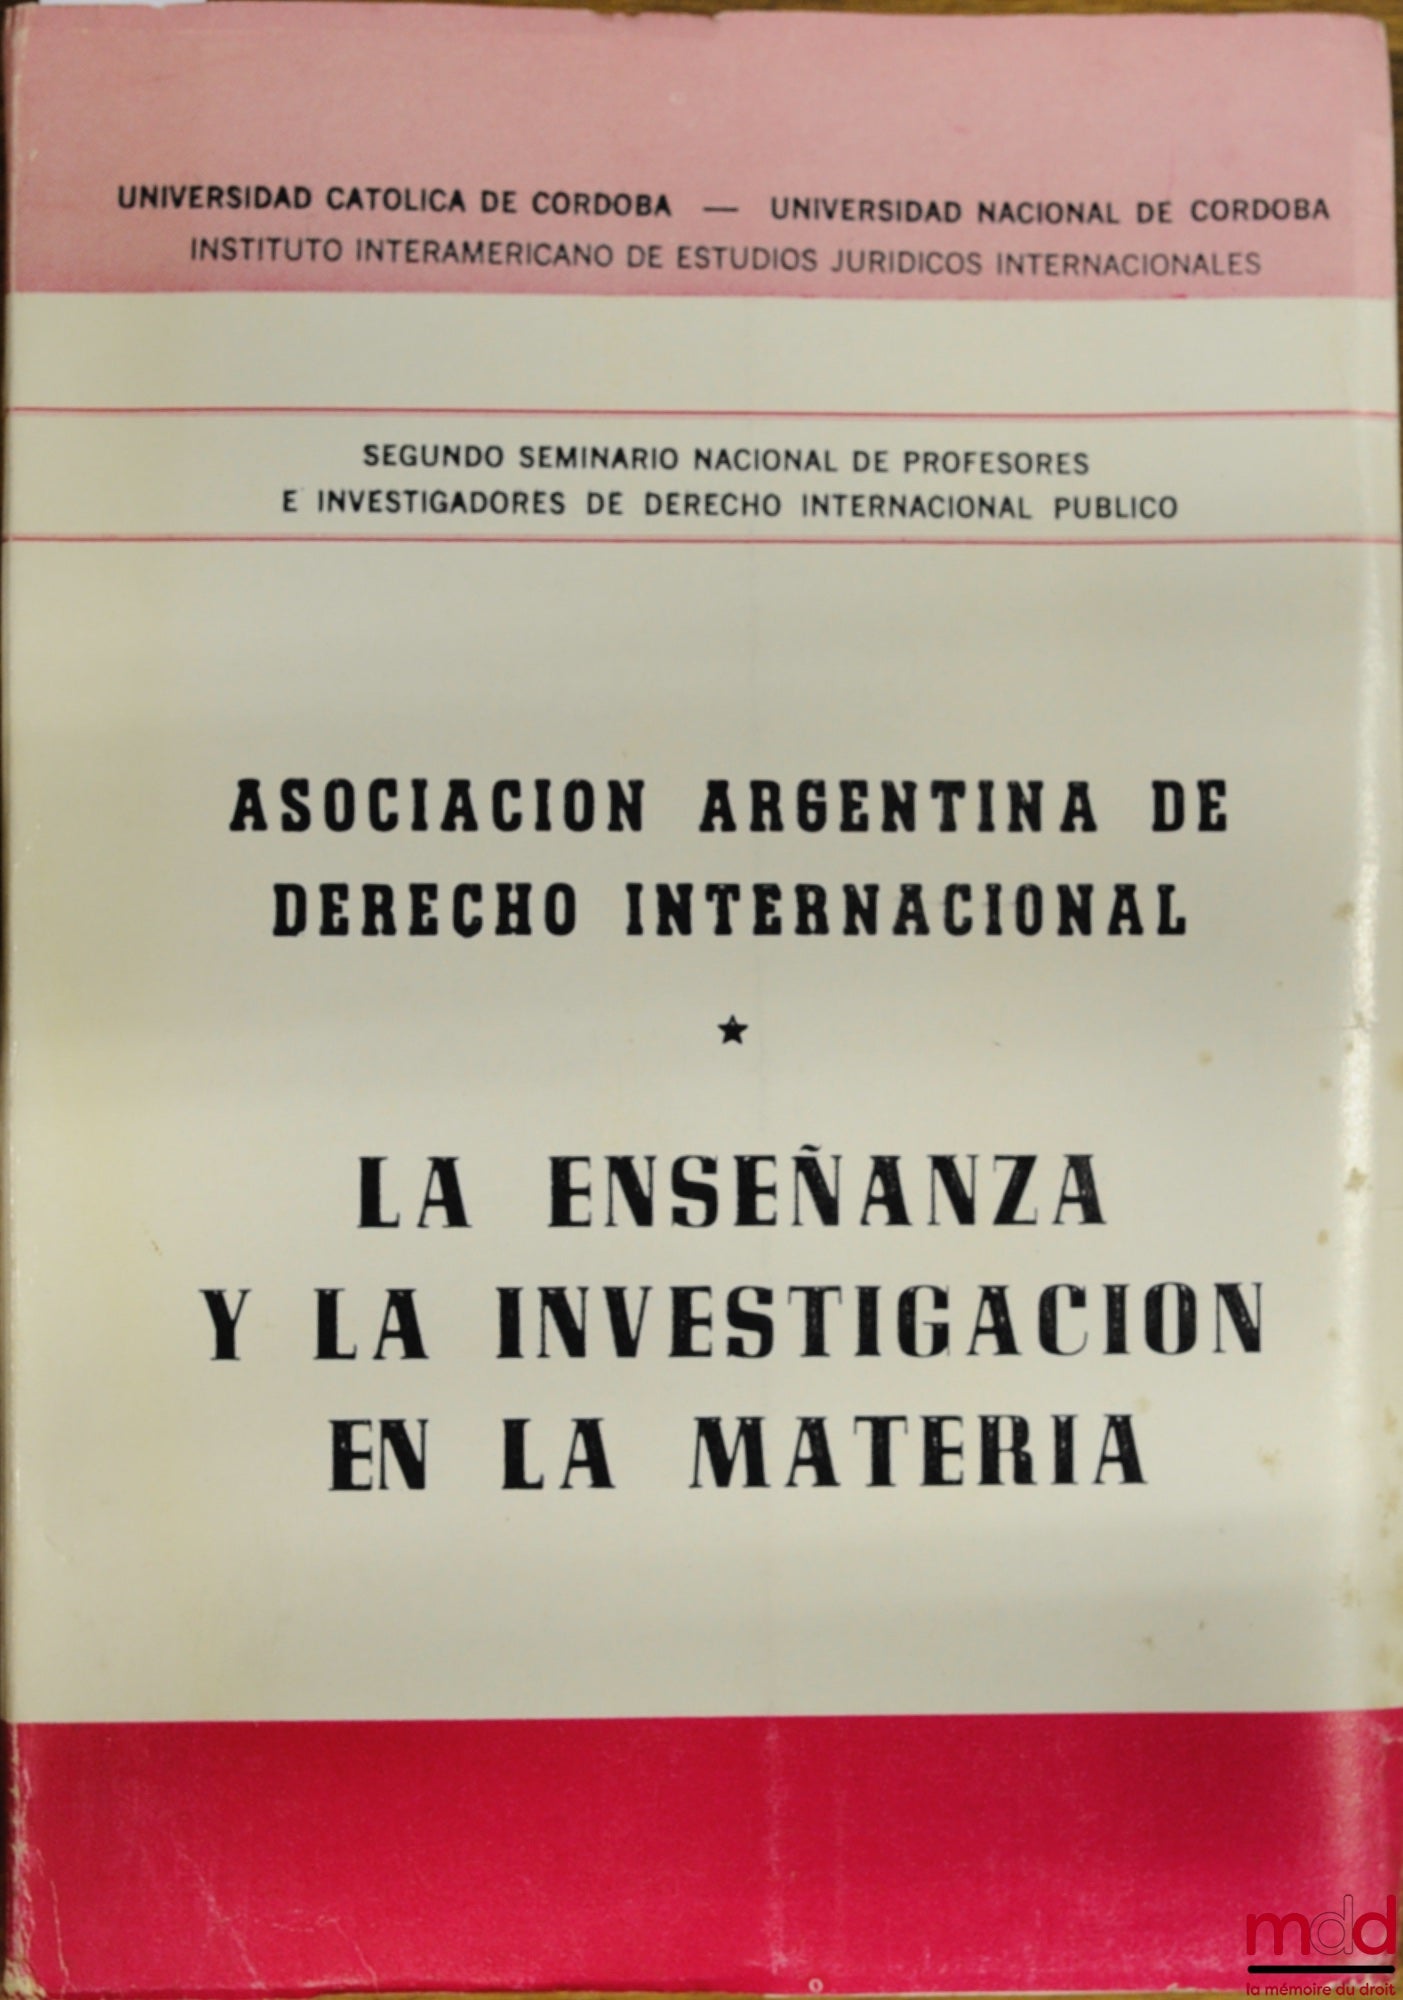 UNIVERSIDAD CATOLICA DE CORDOBA — UNIVERSIDAD NACIONAL DE CORDOBA
INSTITUTO INTERAMERICANO DE ESTUDIOS JURIDICOS INTERNACIONALES
SEGUNDO SEMINARIO NACIONAL DE PROFESORES
E INVESTIGADORES DE DERECHO INTERNACIONAL PUBLICO
ASOCIACION ARGENTINA DE
DERECHO INTERNACIONAL
★
LA ENSEÑANZA
Y LA INVESTIGACION
EN LA MATERIA
mdd
la mémoire du droit